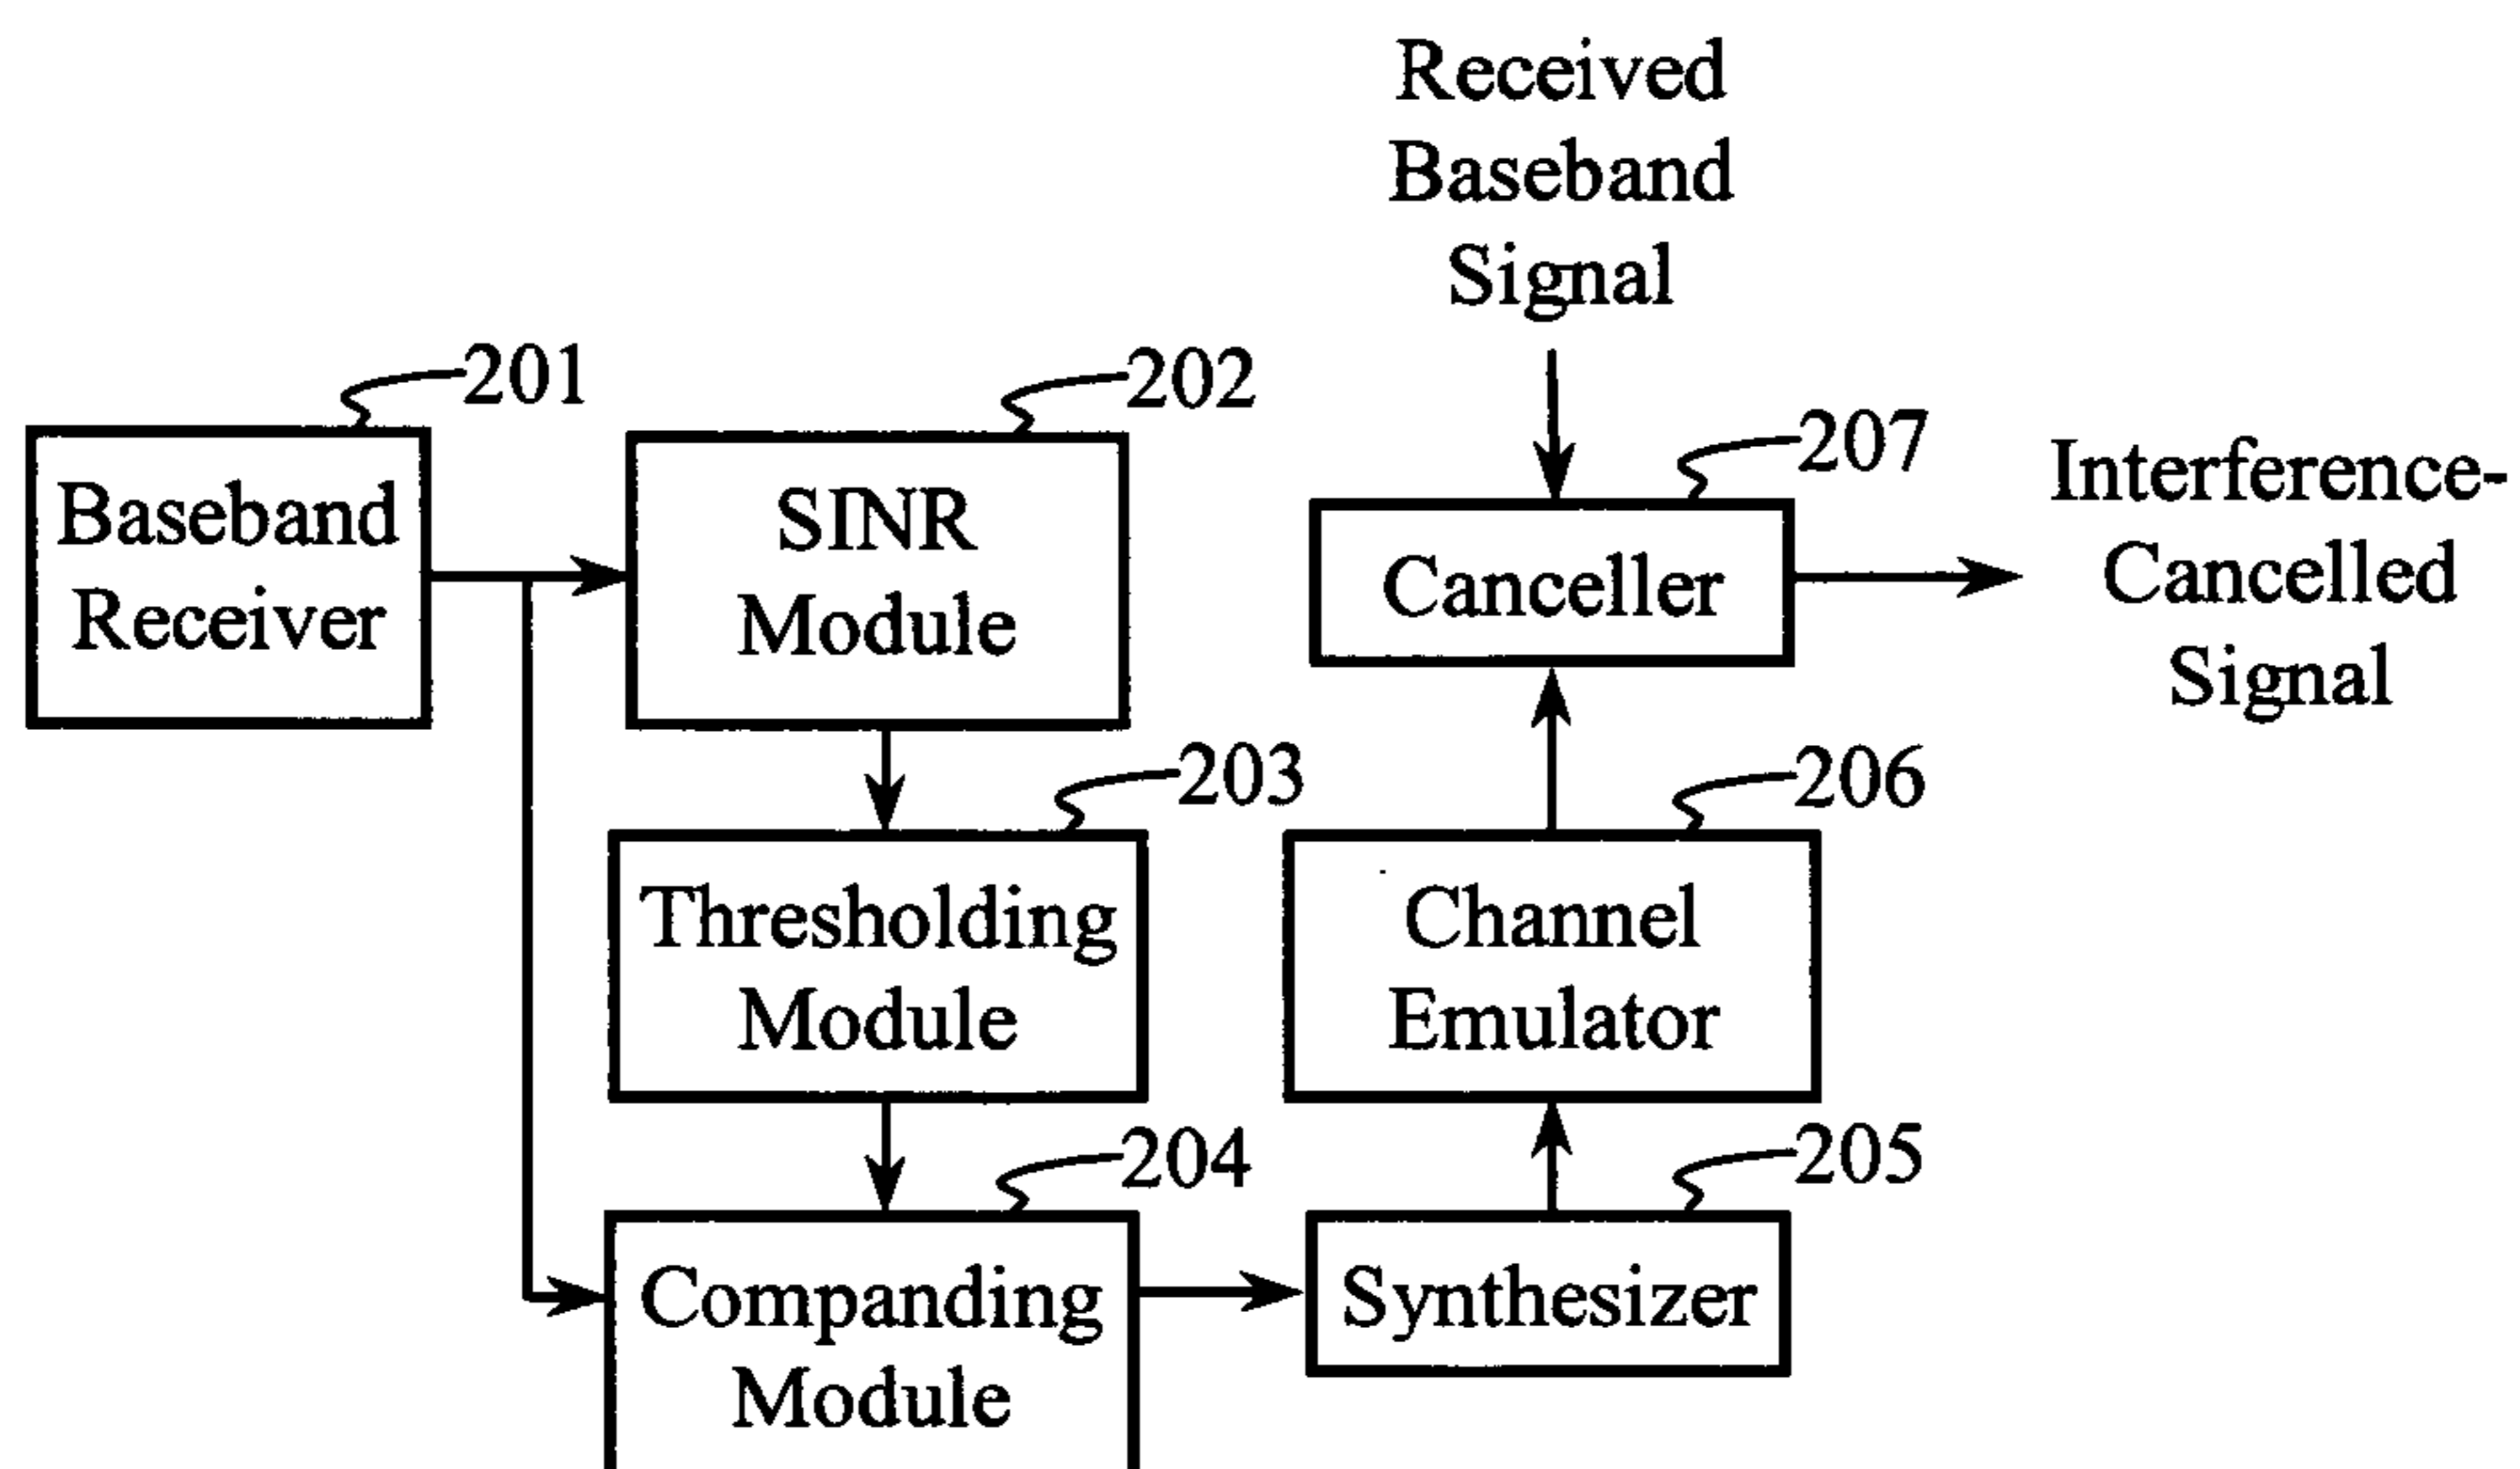 Received
Baseband
Signal
201
Baseband
Receiver
202
SINR
Module
207
Canceller
Interference-
Cancelled
Signal
203
Thresholding
Module
206
Channel
Emulator
204
Companding
Module
205
Synthesizer